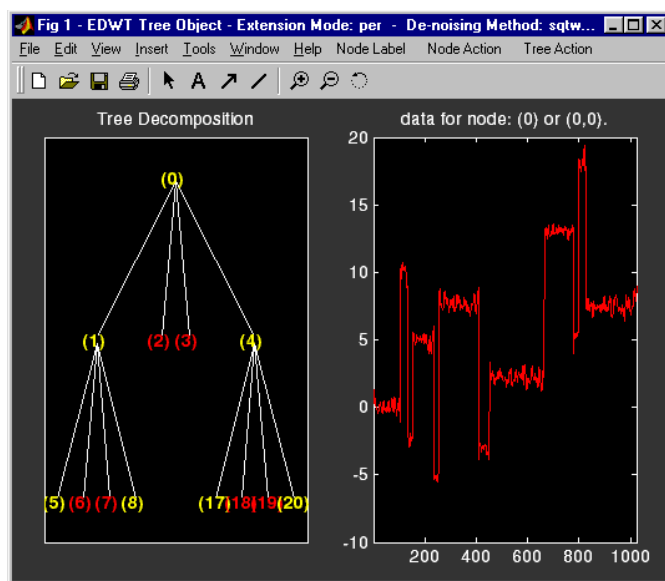 Fig 1 - EDWT Tree Object - Extension Mode: per - De-noising Method: sqtw...
File Edit View Insert Tools Window Help Node Label Node Action Tree Action
A
Tree Decomposition
(0)
(1) (2) (3) (4)
(5) (6) (7) (8) (17) (18) (19) (20)
data for node: (0) or (0,0).
20
15
10
5
0
-5
-10
200 400 600 800 1000